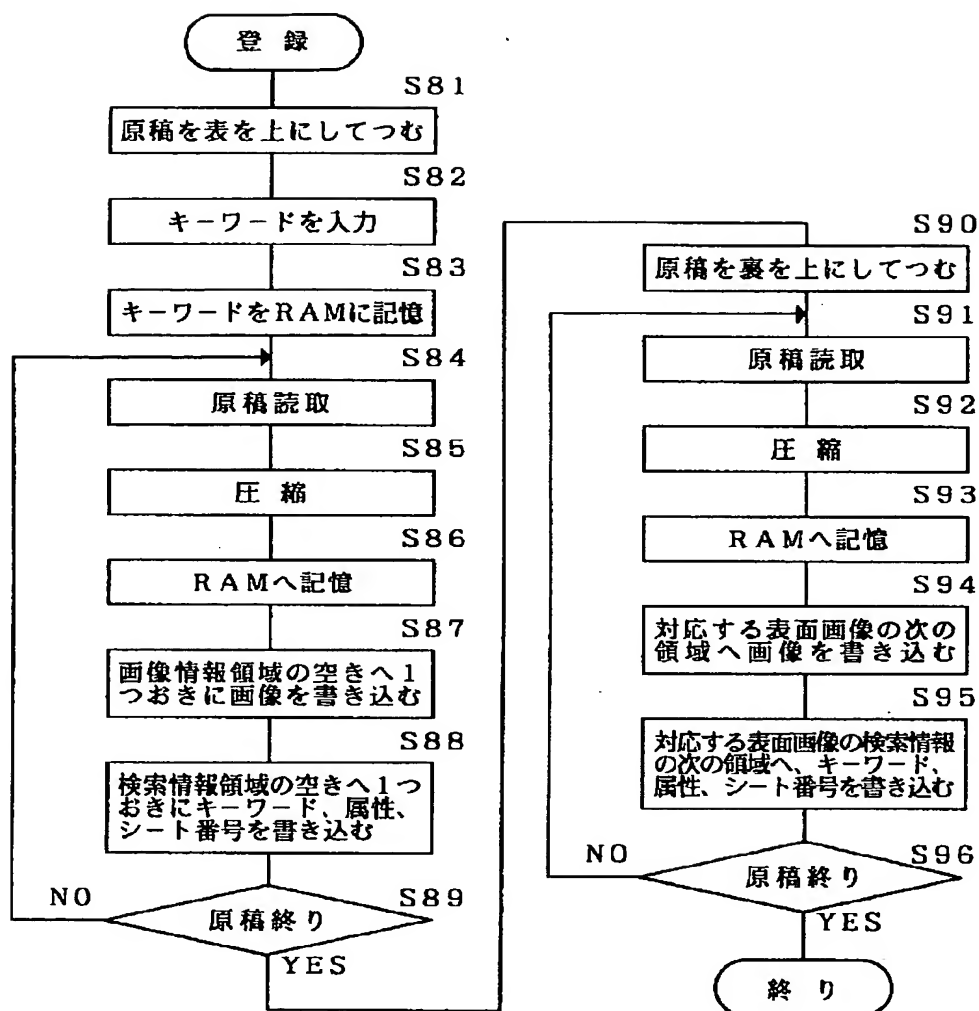 登録
S81
原稿を表を上にしてつむ
S82
キーワードを入力
S83
キーワードをRAMに記憶
S84
原稿読取
S85
圧縮
S86
RAMへ記憶
S87
画像情報領域の空きへ1
つおきに画像を書き込む
S88
検索情報領域の空きへ1つ
おきにキーワード、属性、
シート番号を書き込む
S89
原稿終り
NO
YES
S90
原稿を裏を上にしてつむ
S91
原稿読取
S92
圧縮
S93
RAMへ記憶
S94
対応する表面画像の次の
領域へ画像を書き込む
S95
対応する表面画像の検索情報
の次の領域へ、キーワード、
属性、シート番号を書き込む
S96
原稿終り
NO
YES
終り